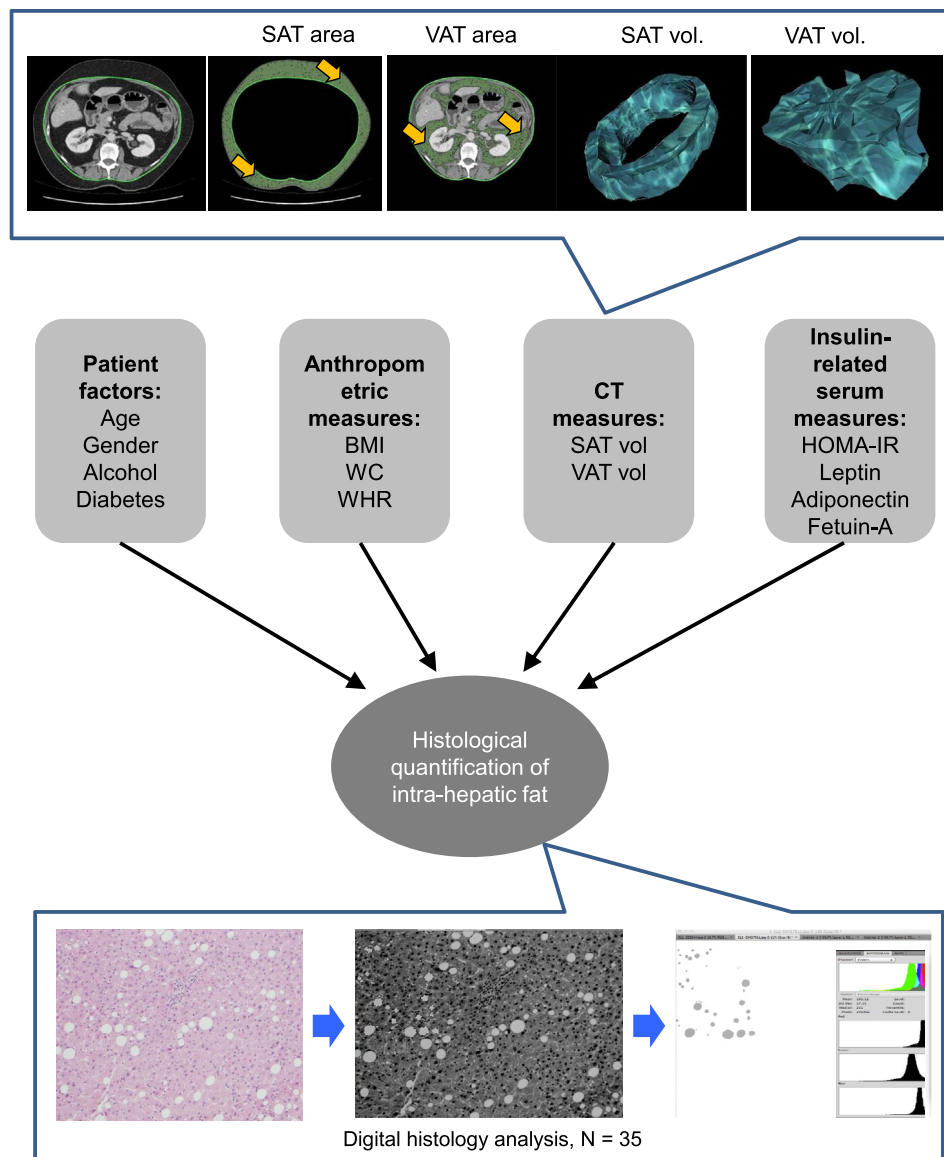 SAT area
VAT area
SAT vol.
VAT vol.
Patient
factors:
Age
Gender
Alcohol
Diabetes
Anthropom
etric
measures:
BMI
WC
WHR
CT
measures:
SAT vol
VAT vol
Insulin-
related
serum
measures:
HOMA-IR
Leptin
Adiponectin
Fetuin-A
Histological
quantification of
intra-hepatic fat
Digital histology analysis, N = 35